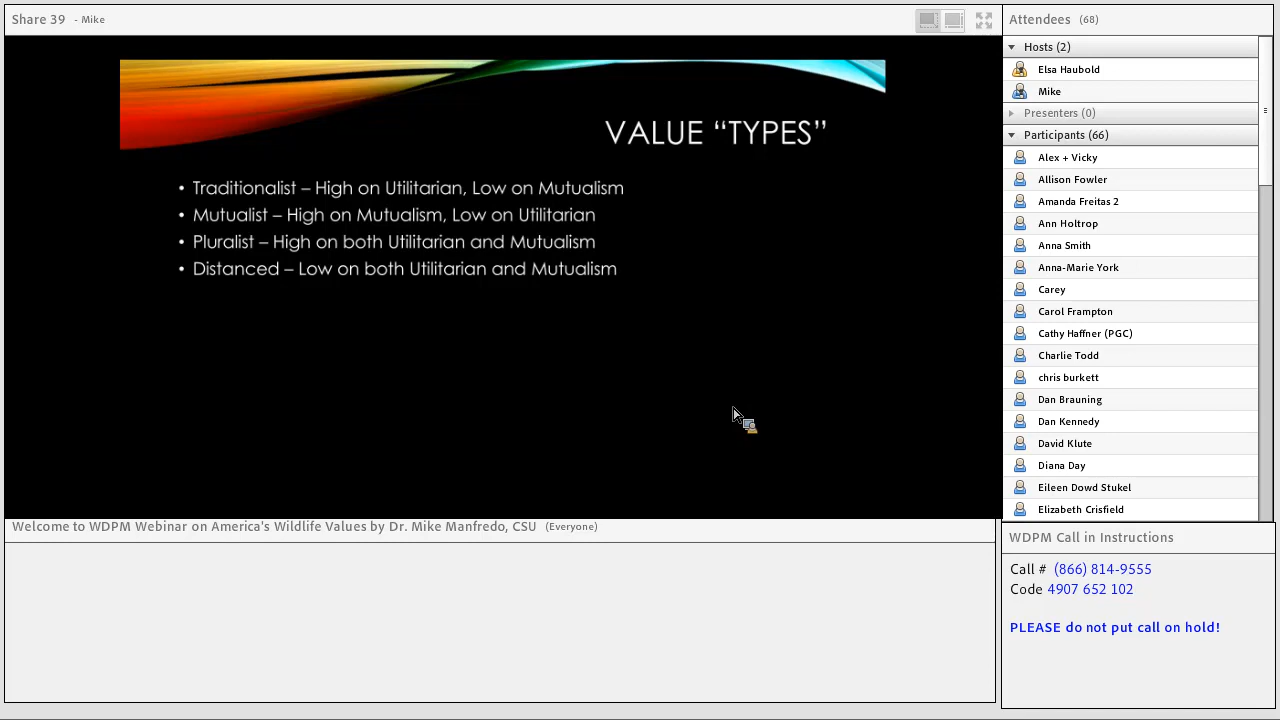 Share 39 - Mike
VALUE “TYPES”
• Traditionalist – High on Utilitarian, Low on Mutualism
• Mutualist – High on Mutualism, Low on Utilitarian
• Pluralist – High on both Utilitarian and Mutualism
• Distanced – Low on both Utilitarian and Mutualism
Welcome to WDPM Webinar on America's Wildlife Values by Dr. Mike Manfredo, CSU (Everyone)
Attendees (68)
Hosts (2)
Elsa Haubold
Mike
Presenters (0)
Participants (66)
Alex + Vicky
Allison Fowler
Amanda Freitas 2
Ann Holtrop
Anna Smith
Anna-Marie York
Carey
Carol Frampton
Cathy Haffner (PGC)
Charlie Todd
chris burkett
Dan Brauning
Dan Kennedy
David Klute
Diana Day
Eileen Dowd Stukel
Elizabeth Crisfield
WDPM Call in Instructions
Call # (866) 814-9555
Code 4907 652 102
PLEASE do not put call on hold!